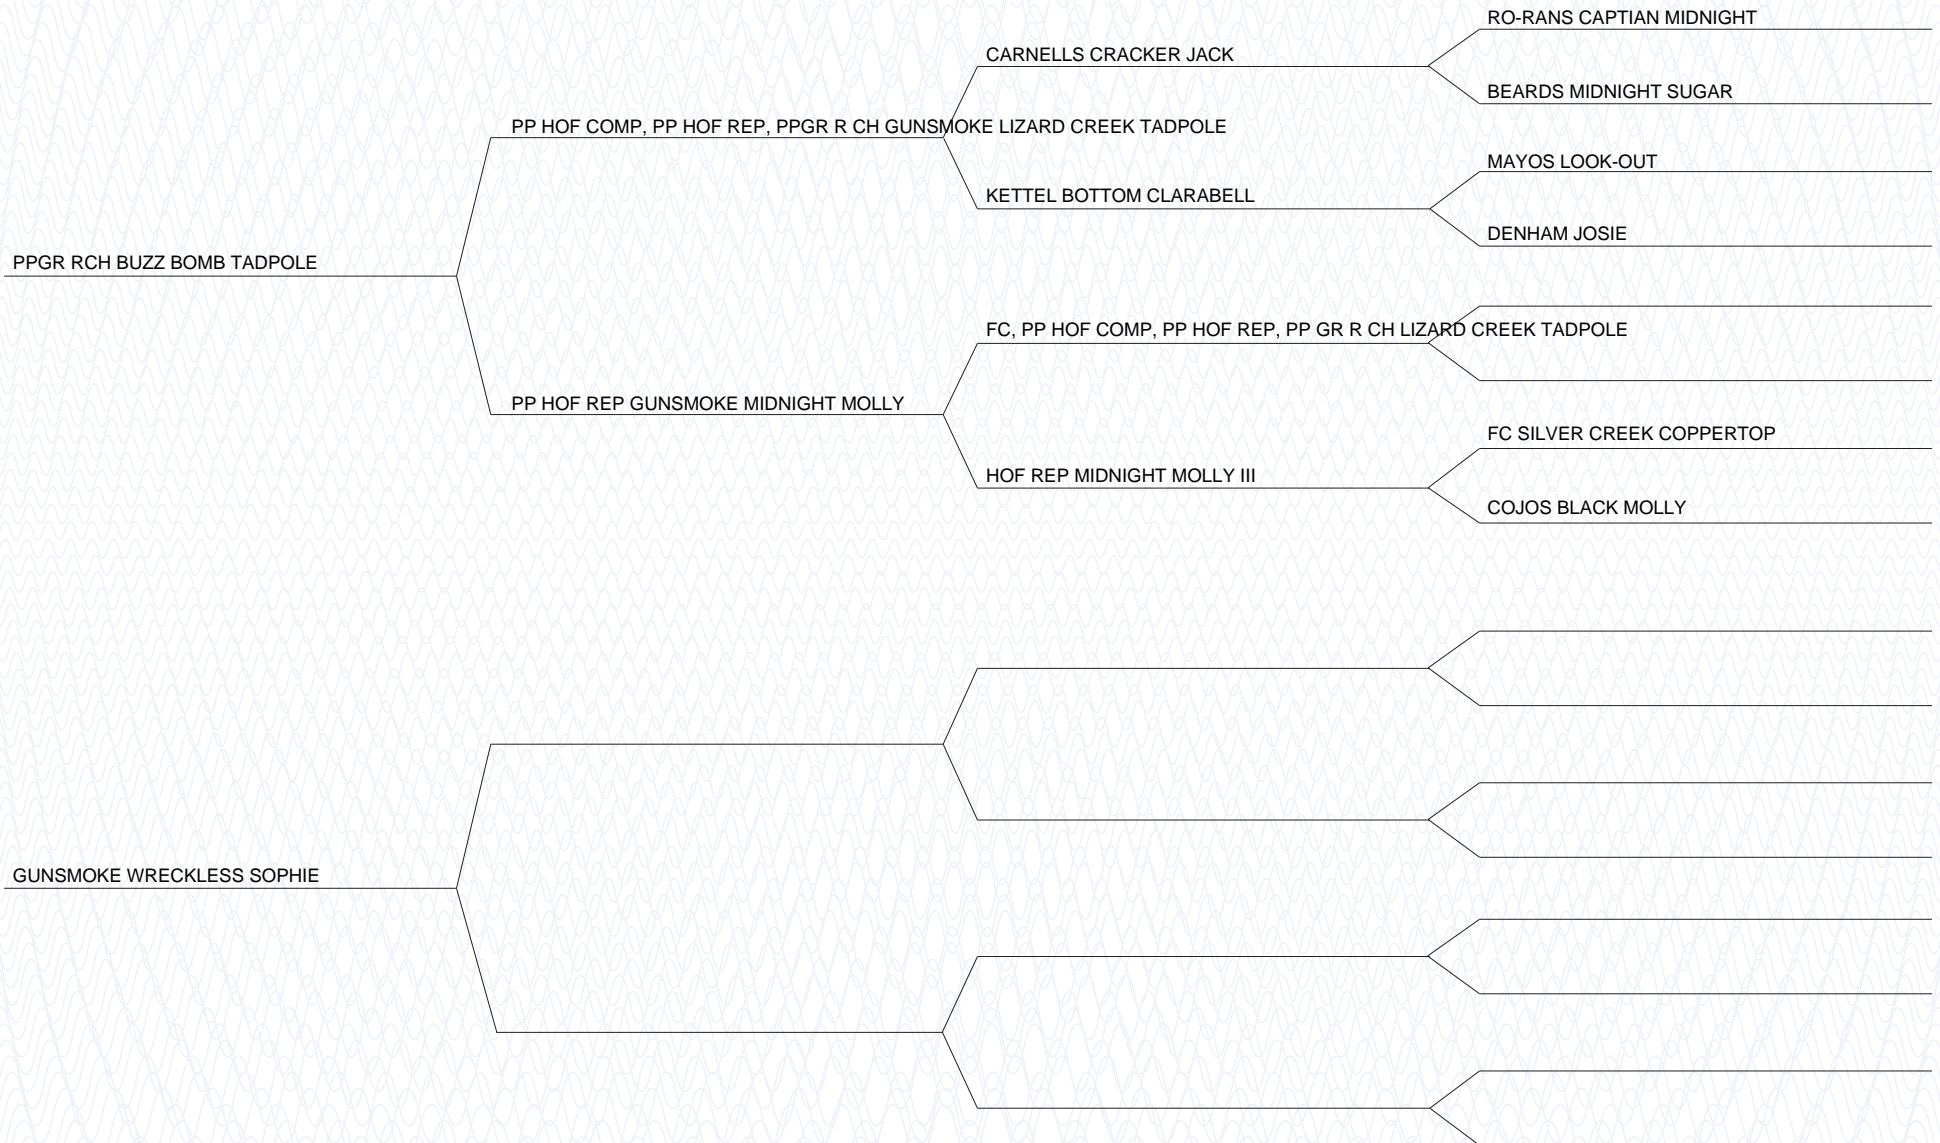 RO-RANS CAPTIAN MIDNIGHT
CARNELLS CRACKER JACK
BEARDS MIDNIGHT SUGAR
PP HOF COMP, PP HOF REP, PPGR R CH GUNSMOKE LIZARD CREEK TADPOLE
MAYOS LOOK-OUT
KETTEL BOTTOM CLARABELL
DENHAM JOSIE
PPGR RCH BUZZ BOMB TADPOLE
FC, PP HOF COMP, PP HOF REP, PP GR R CH LIZARD CREEK TADPOLE
PP HOF REP GUNSMOKE MIDNIGHT MOLLY
FC SILVER CREEK COPPERTOP
HOF REP MIDNIGHT MOLLY III
COJOS BLACK MOLLY
GUNSMOKE WRECKLESS SOPHIE